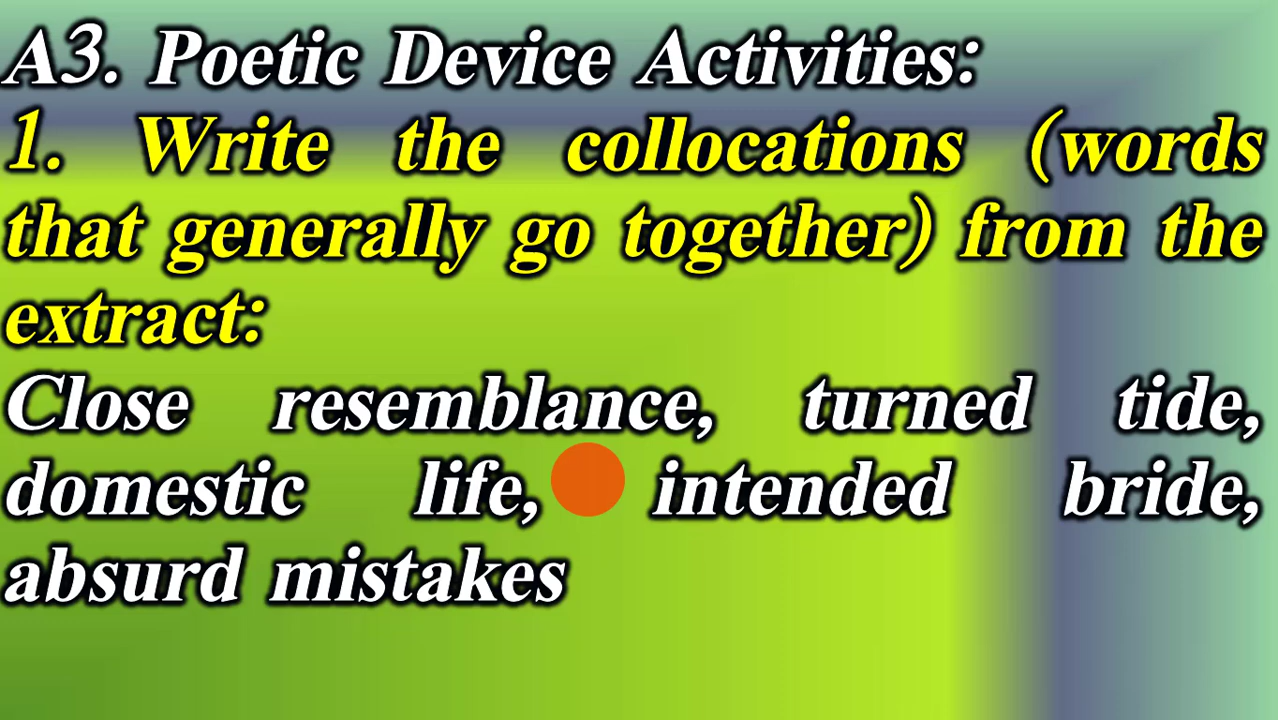 A3. Poetic Device Activities:
1. Write the collocations (words
that generally go together) from the
extract:
Close resemblance, turned tide,
domestic life, intended bride,
absurd mistakes